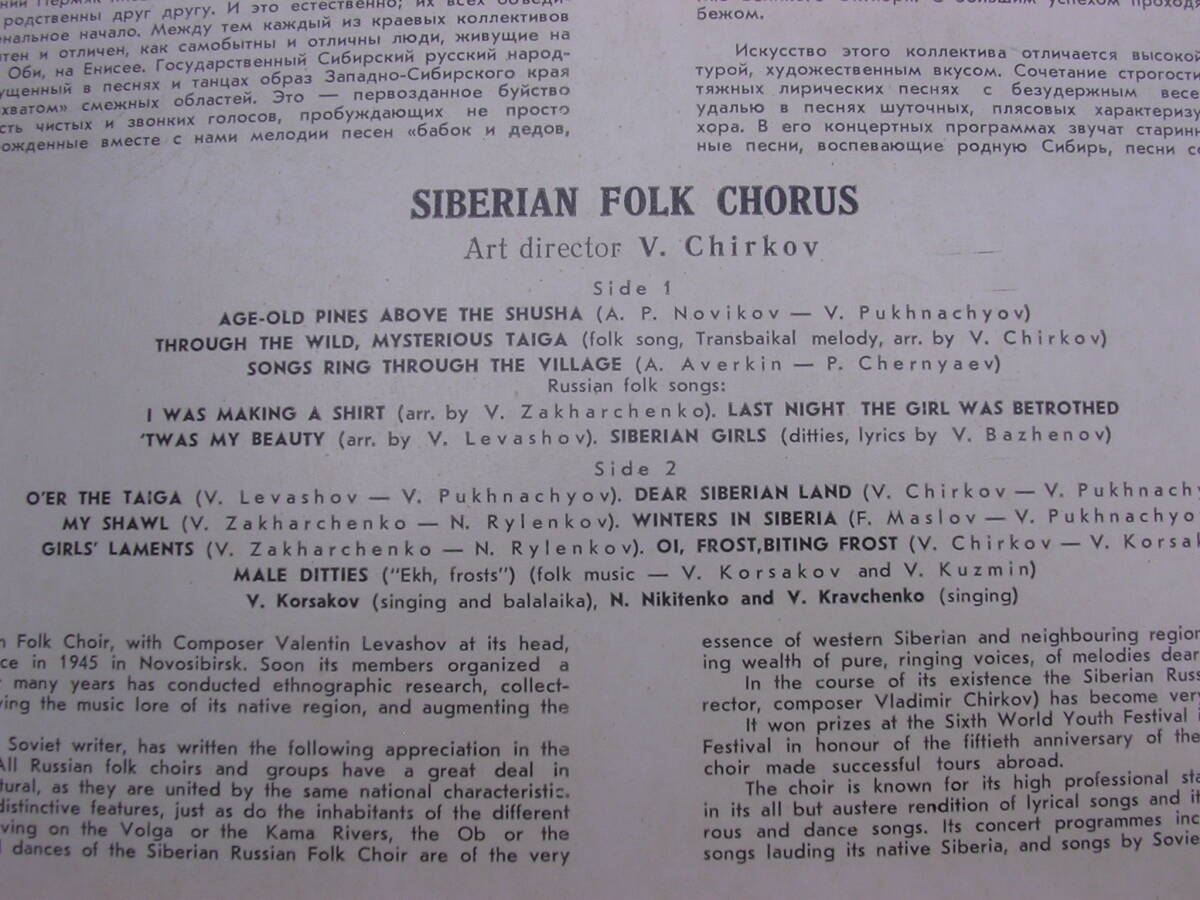 родственны друг другу. И это естественно; их всех
начало. Между тем каждый из краевых коллективов
и отличен, как самобытны и отличны люди, живущие на
Оби, на Енисее. Государственный Сибирский русский народ-
в песнях и танцах образ Западно-Сибирского края
смежных областей. Это — первозданное буйство
чистых и звонких голосов, пробуждающих не просто
вместе с нами мелодии песен «бабок и дедов,
бежом.
Искусство этого коллектива отличается высокой
турой, художественным вкусом. Сочетание строгости
тяжных лирических песнях с безудержным
удалью в песнях шуточных, плясовых
хора. В его концертных программах звучат
ные песни, воспевающие родную Сибирь, песни
SIBERIAN FOLK CHORUS
Art director V. Chirkov
Side 1
AGE-OLD PINES ABOVE THE SHUSHA (A. P. Novikov — V. Pukhnachyov)
THROUGH THE WILD, MYSTERIOUS TAIGA (folk song, Transbaikal melody, arr. by V. Chirkov)
SONGS RING THROUGH THE VILLAGE (A. Averkin — P. Chernyaev)
Russian folk songs:
I WAS MAKING A SHIRT (arr. by V. Zakharchenko). LAST NIGHT THE GIRL WAS BETROTHED
'TWAS MY BEAUTY (arr. by V. Levashov). SIBERIAN GIRLS (ditties, lyrics by V. Bazhenov)
Side 2
O'ER THE TAIGA (V. Levashov — V. Pukhnachyov). DEAR SIBERIAN LAND (V. Chirkov — V. Pukhnachy
MY SHAWL (V. Zakharchenko — N. Rylenkov). WINTERS IN SIBERIA (F. Maslov — V. Pukhnachyo
GIRLS' LAMENTS (V. Zakharchenko — N. Rylenkov). OI, FROST,BITING FROST (V. Chirkov — V. Korsak
MALE DITTIES ("Ekh, frosts") (folk music — V. Korsakov and V. Kuzmin)
V. Korsakov (singing and balalaika), N. Nikitenko and V. Kravchenko (singing)
n Folk Choir, with Composer Valentin Levashov at its head,
ce in 1945 in Novosibirsk. Soon its members organized a
many years has conducted ethnographic research, collect-
ying the music lore of its native region, and augmenting the
Soviet writer, has written the following appreciation in the
All Russian folk choirs and groups have a great deal in
tural, as they are united by the same national characteristic.
distinctive features, just as do the inhabitants of the different
ving on the Volga or the Kama Rivers, the Ob or the
dances of the Siberian Russian Folk Choir are of the very
essence of western Siberian and neighbouring region
ing wealth of pure, ringing voices, of melodies dear
In the course of its existence the Siberian Russ
rector, composer Vladimir Chirkov) has become very
It won prizes at the Sixth World Youth Festival
Festival in honour of the fiftieth anniversary of the
choir made successful tours abroad.
The choir is known for its high professional sta
in its all but austere rendition of lyrical songs and it
rous and dance songs. Its concert programmes inc
songs lauding its native Siberia, and songs by Sovie